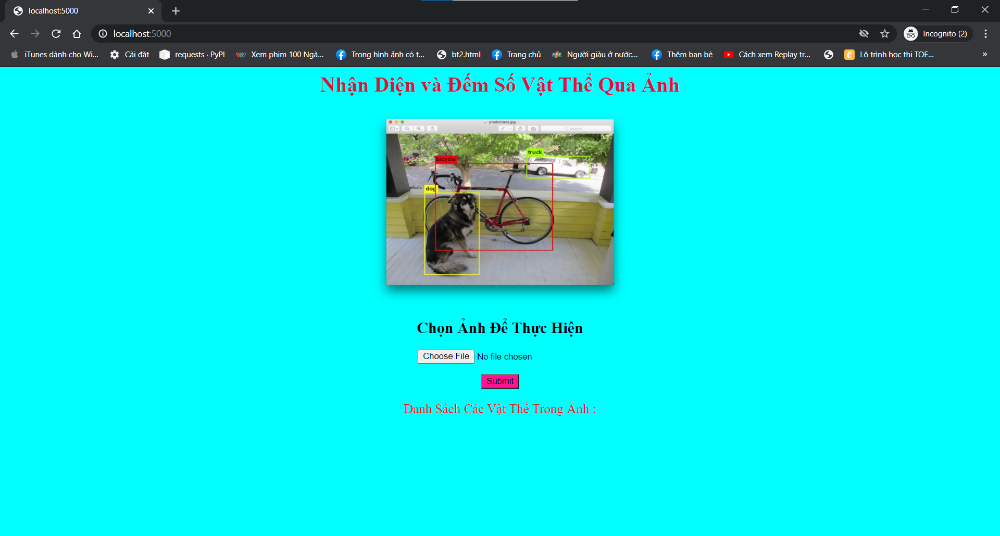 localhost:5000
localhost:5000
Incognito (2)
iTunes dành cho Wi...
Cài đặt
requests · PyPI
Xem phim 100 Ngà...
Trong hình ảnh có t...
bt2.html
Trang chủ
Người giàu ở nước...
Thêm bạn bè
Cách xem Replay tr...
Lộ trình học thi TOE...
»
Nhận Diện và Đếm Số Vật Thể Qua Ảnh
predictions.jpg
Search
truck
bicycle
dog
Chọn Ảnh Để Thực Hiện
Choose File No file chosen
Submit
Danh Sách Các Vật Thể Trong Ảnh :